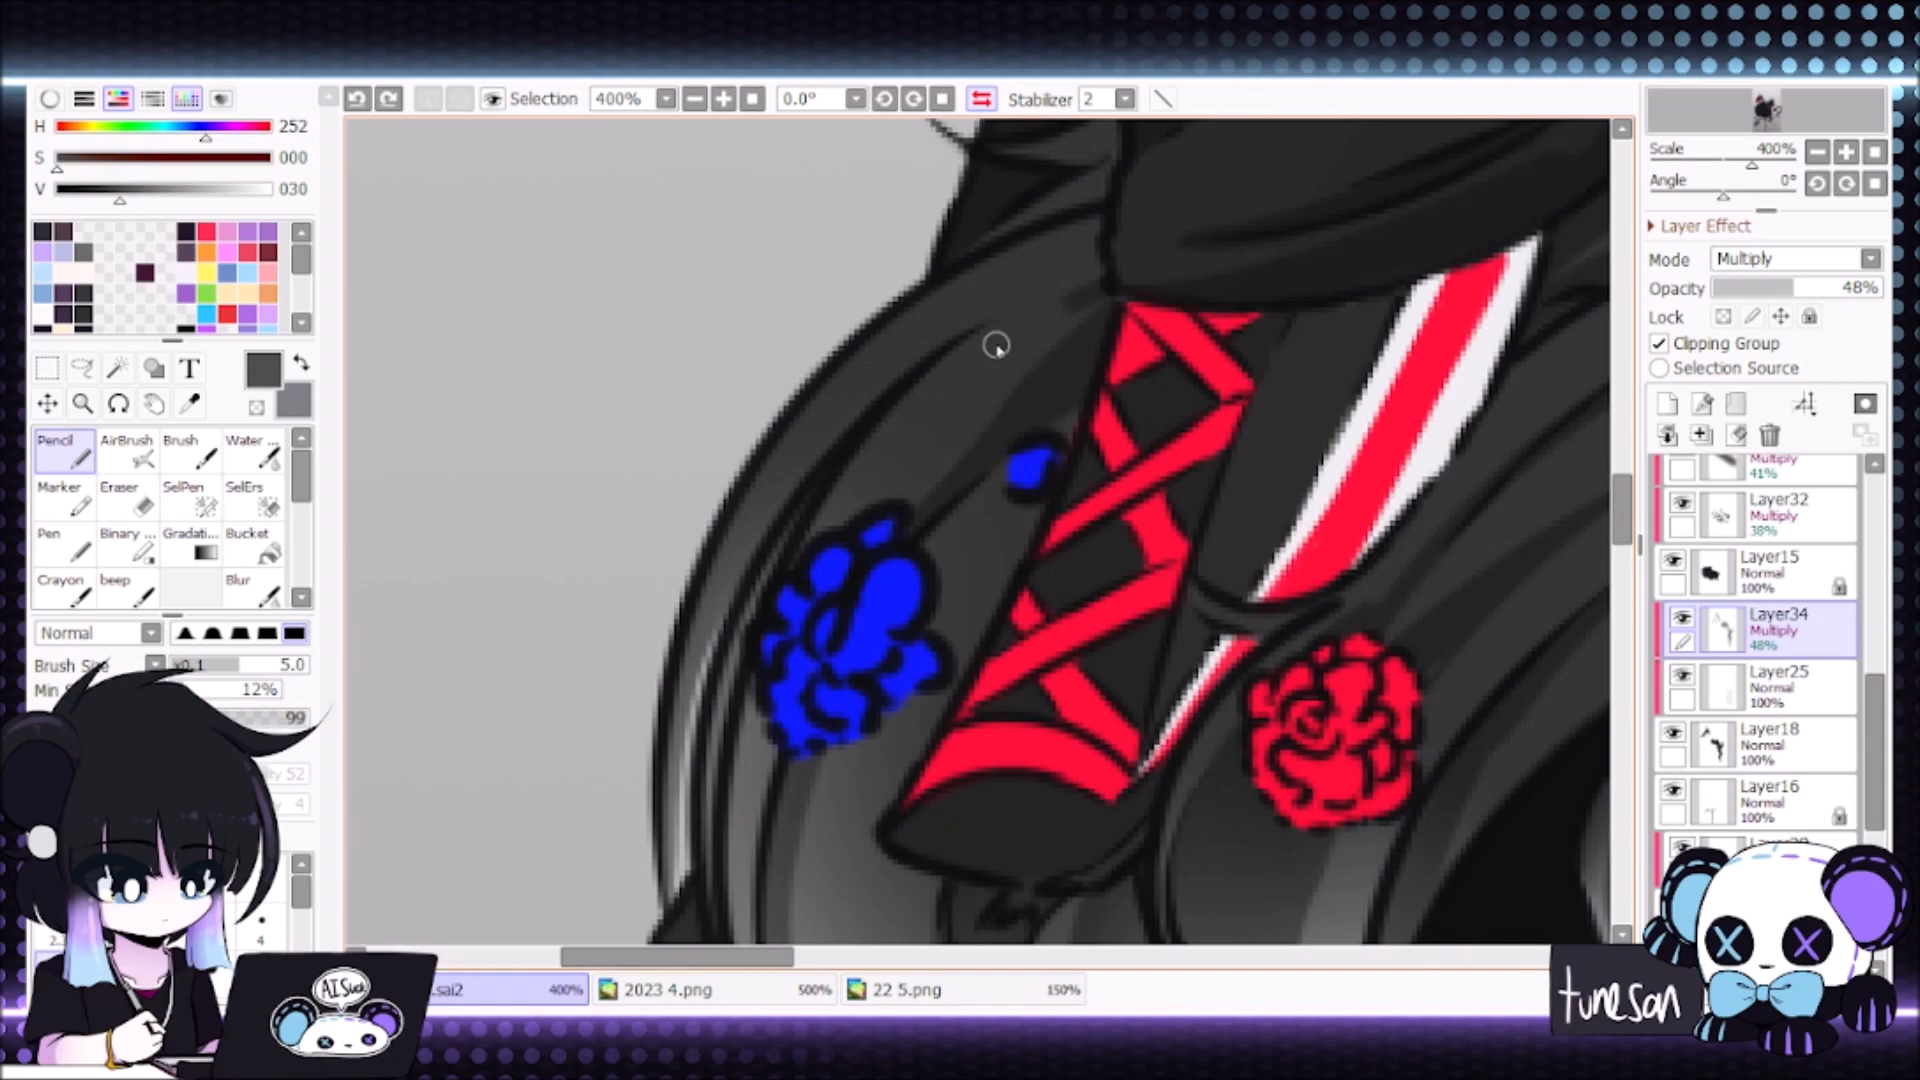 Selection 400% 0.0° Stabilizer 2
H 252
S 000
V 030
T
Pencil AirBrush Brush Water ...
Marker Eraser SelPen SelErs
Pen Binary ... Gradati... Bucket
Crayon beep Blur
Normal
Brush Size x0.1 5.0
Min 12%
99
52
4
4
AI Suck
.sai2 400%
2023 4.png 500%
22 5.png 150%
Scale 400%
Angle 0°
Layer Effect
Mode Multiply
Opacity 48%
Lock
Clipping Group
Selection Source
Multiply
41%
Layer32
Multiply
38%
Layer15
Normal
100%
Layer34
Multiply
48%
Layer25
Normal
100%
Layer18
Normal
100%
Layer16
Normal
100%
tunesan